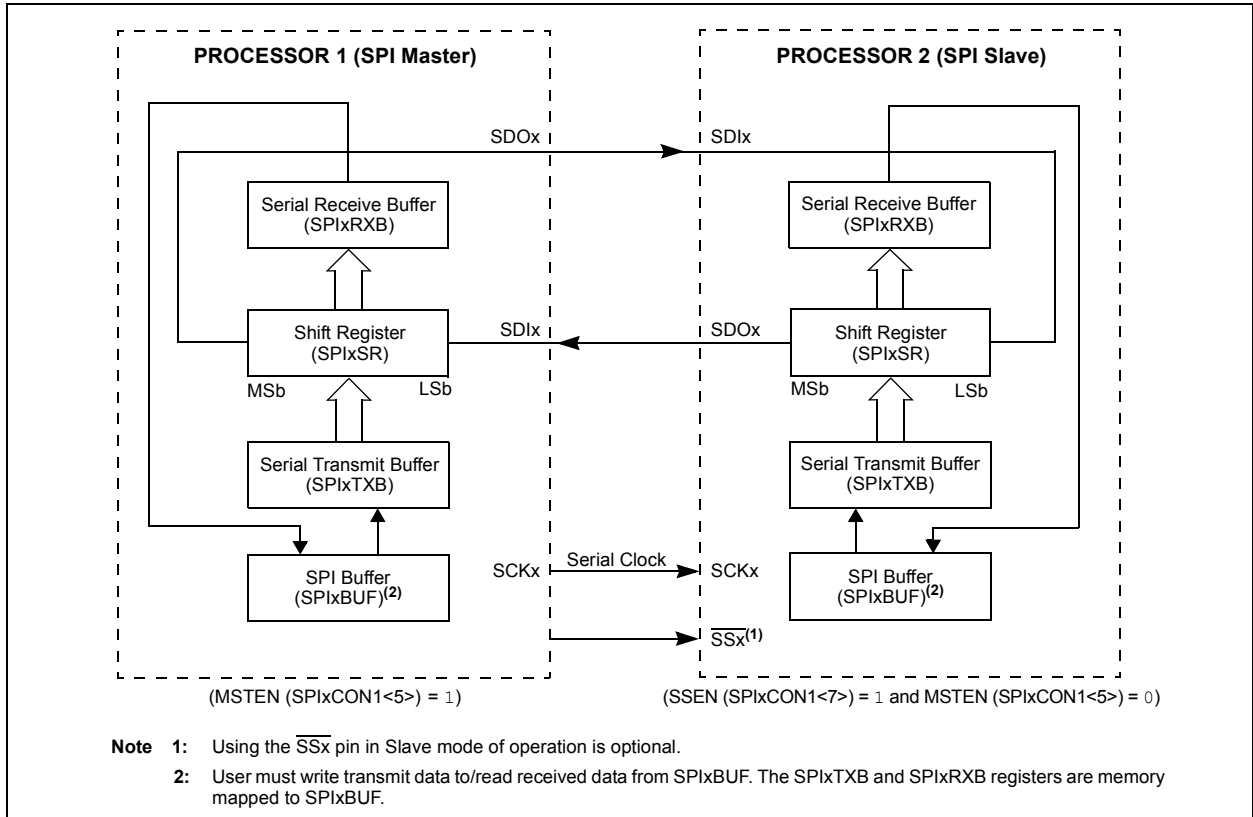 PROCESSOR 1 (SPI Master)
PROCESSOR 2 (SPI Slave)
SDOx
SDIx
Serial Receive Buffer
(SPIxRXB)
Serial Receive Buffer
(SPIxRXB)
Shift Register
(SPIxSR)
SDIx
SDOx
Shift Register
(SPIxSR)
MSb
LSb
MSb
LSb
Serial Transmit Buffer
(SPIxTXB)
Serial Transmit Buffer
(SPIxTXB)
SPI Buffer
(SPIxBUF)(2)
SCKx
Serial Clock
SCKx
SPI Buffer
(SPIxBUF)(2)
SSx(1)
(MSTEN (SPIxCON1<5>) = 1)
(SSEN (SPIxCON1<7>) = 1 and MSTEN (SPIxCON1<5>) = 0)
Note 1: Using the SSx pin in Slave mode of operation is optional.
2: User must write transmit data to/read received data from SPIxBUF. The SPIxTXB and SPIxRXB registers are memory
mapped to SPIxBUF.